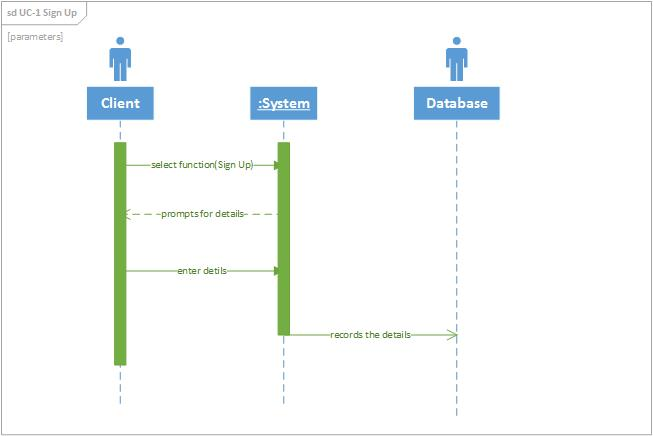 sd UC-1 Sign Up
[parameters]
Client
:System
Database
select function(Sign Up)
prompts for details
enter detils
records the details